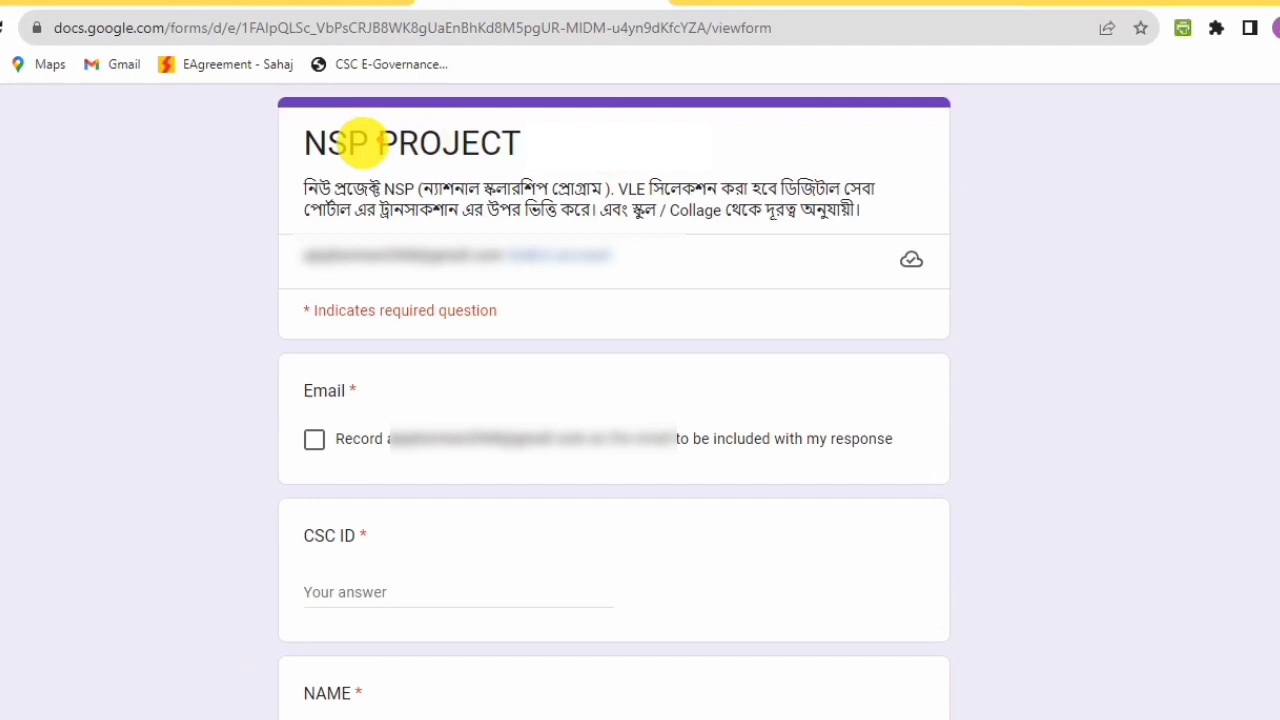 docs.google.com/forms/d/e/1FAIpQLSc_VbPsCRJB8WK8gUaEnBhKd8M5pgUR-MIDM-u4yn9dKfcYZA/viewform
Maps Gmail EAgreement - Sahaj CSC E-Governance...
NSP PROJECT
নিউ প্রজেক্ট NSP (ন্যাশনাল স্কলারশিপ প্রোগ্রাম ). VLE সিলেকশন করা হবে ডিজিটাল সেবা
পোর্টাল এর ট্রানসাকশান এর উপর ভিত্তি করে। এবং স্কুল / Collage থেকে দূরত্ব অনুযায়ী।
* Indicates required question
Email *
Record to be included with my response
CSC ID *
Your answer
NAME *